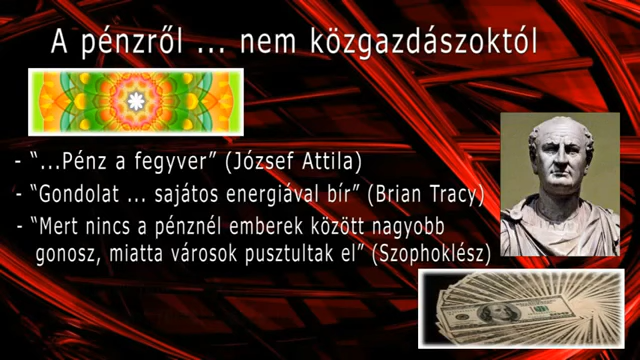 A pénzről ... nem közgazdászoktól
- “...Pénz a fegyver” (József Attila)
- “Gondolat ... sajátos energiával bír” (Brian Tracy)
- “Mert nincs a pénznél emberek között nagyobb
gonosz, miatta városok pusztultak el” (Szophoklész)